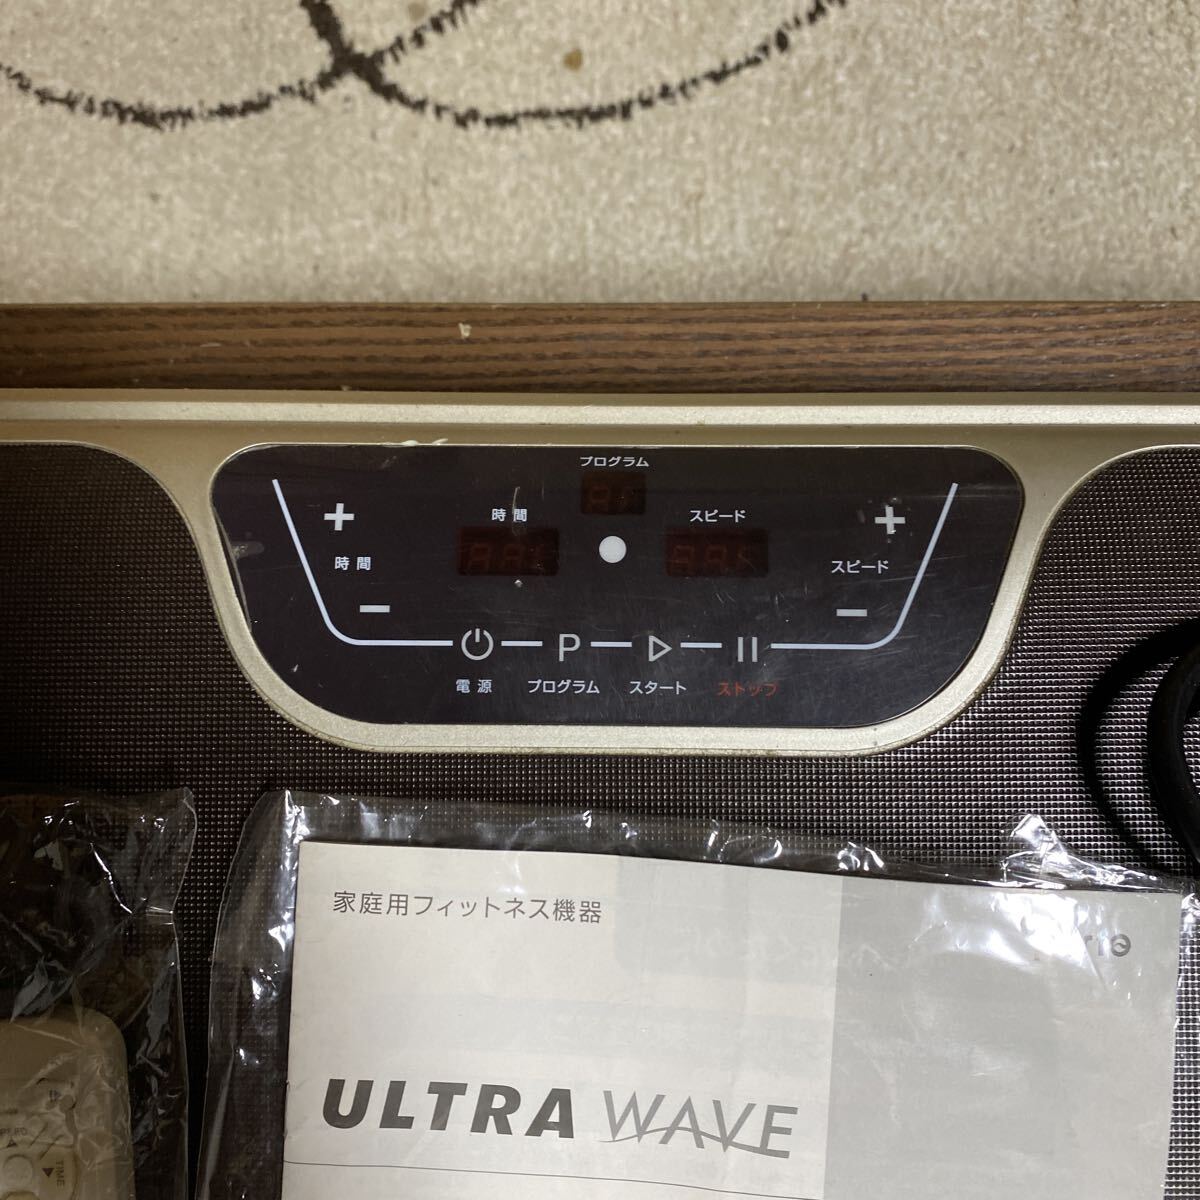 プログラム
時間
スピード
+
+
時間
スピード
−
−
P
電源
プログラム
スタート
ストップ
家庭用フィットネス機器
ULTRA WAVE
TIME